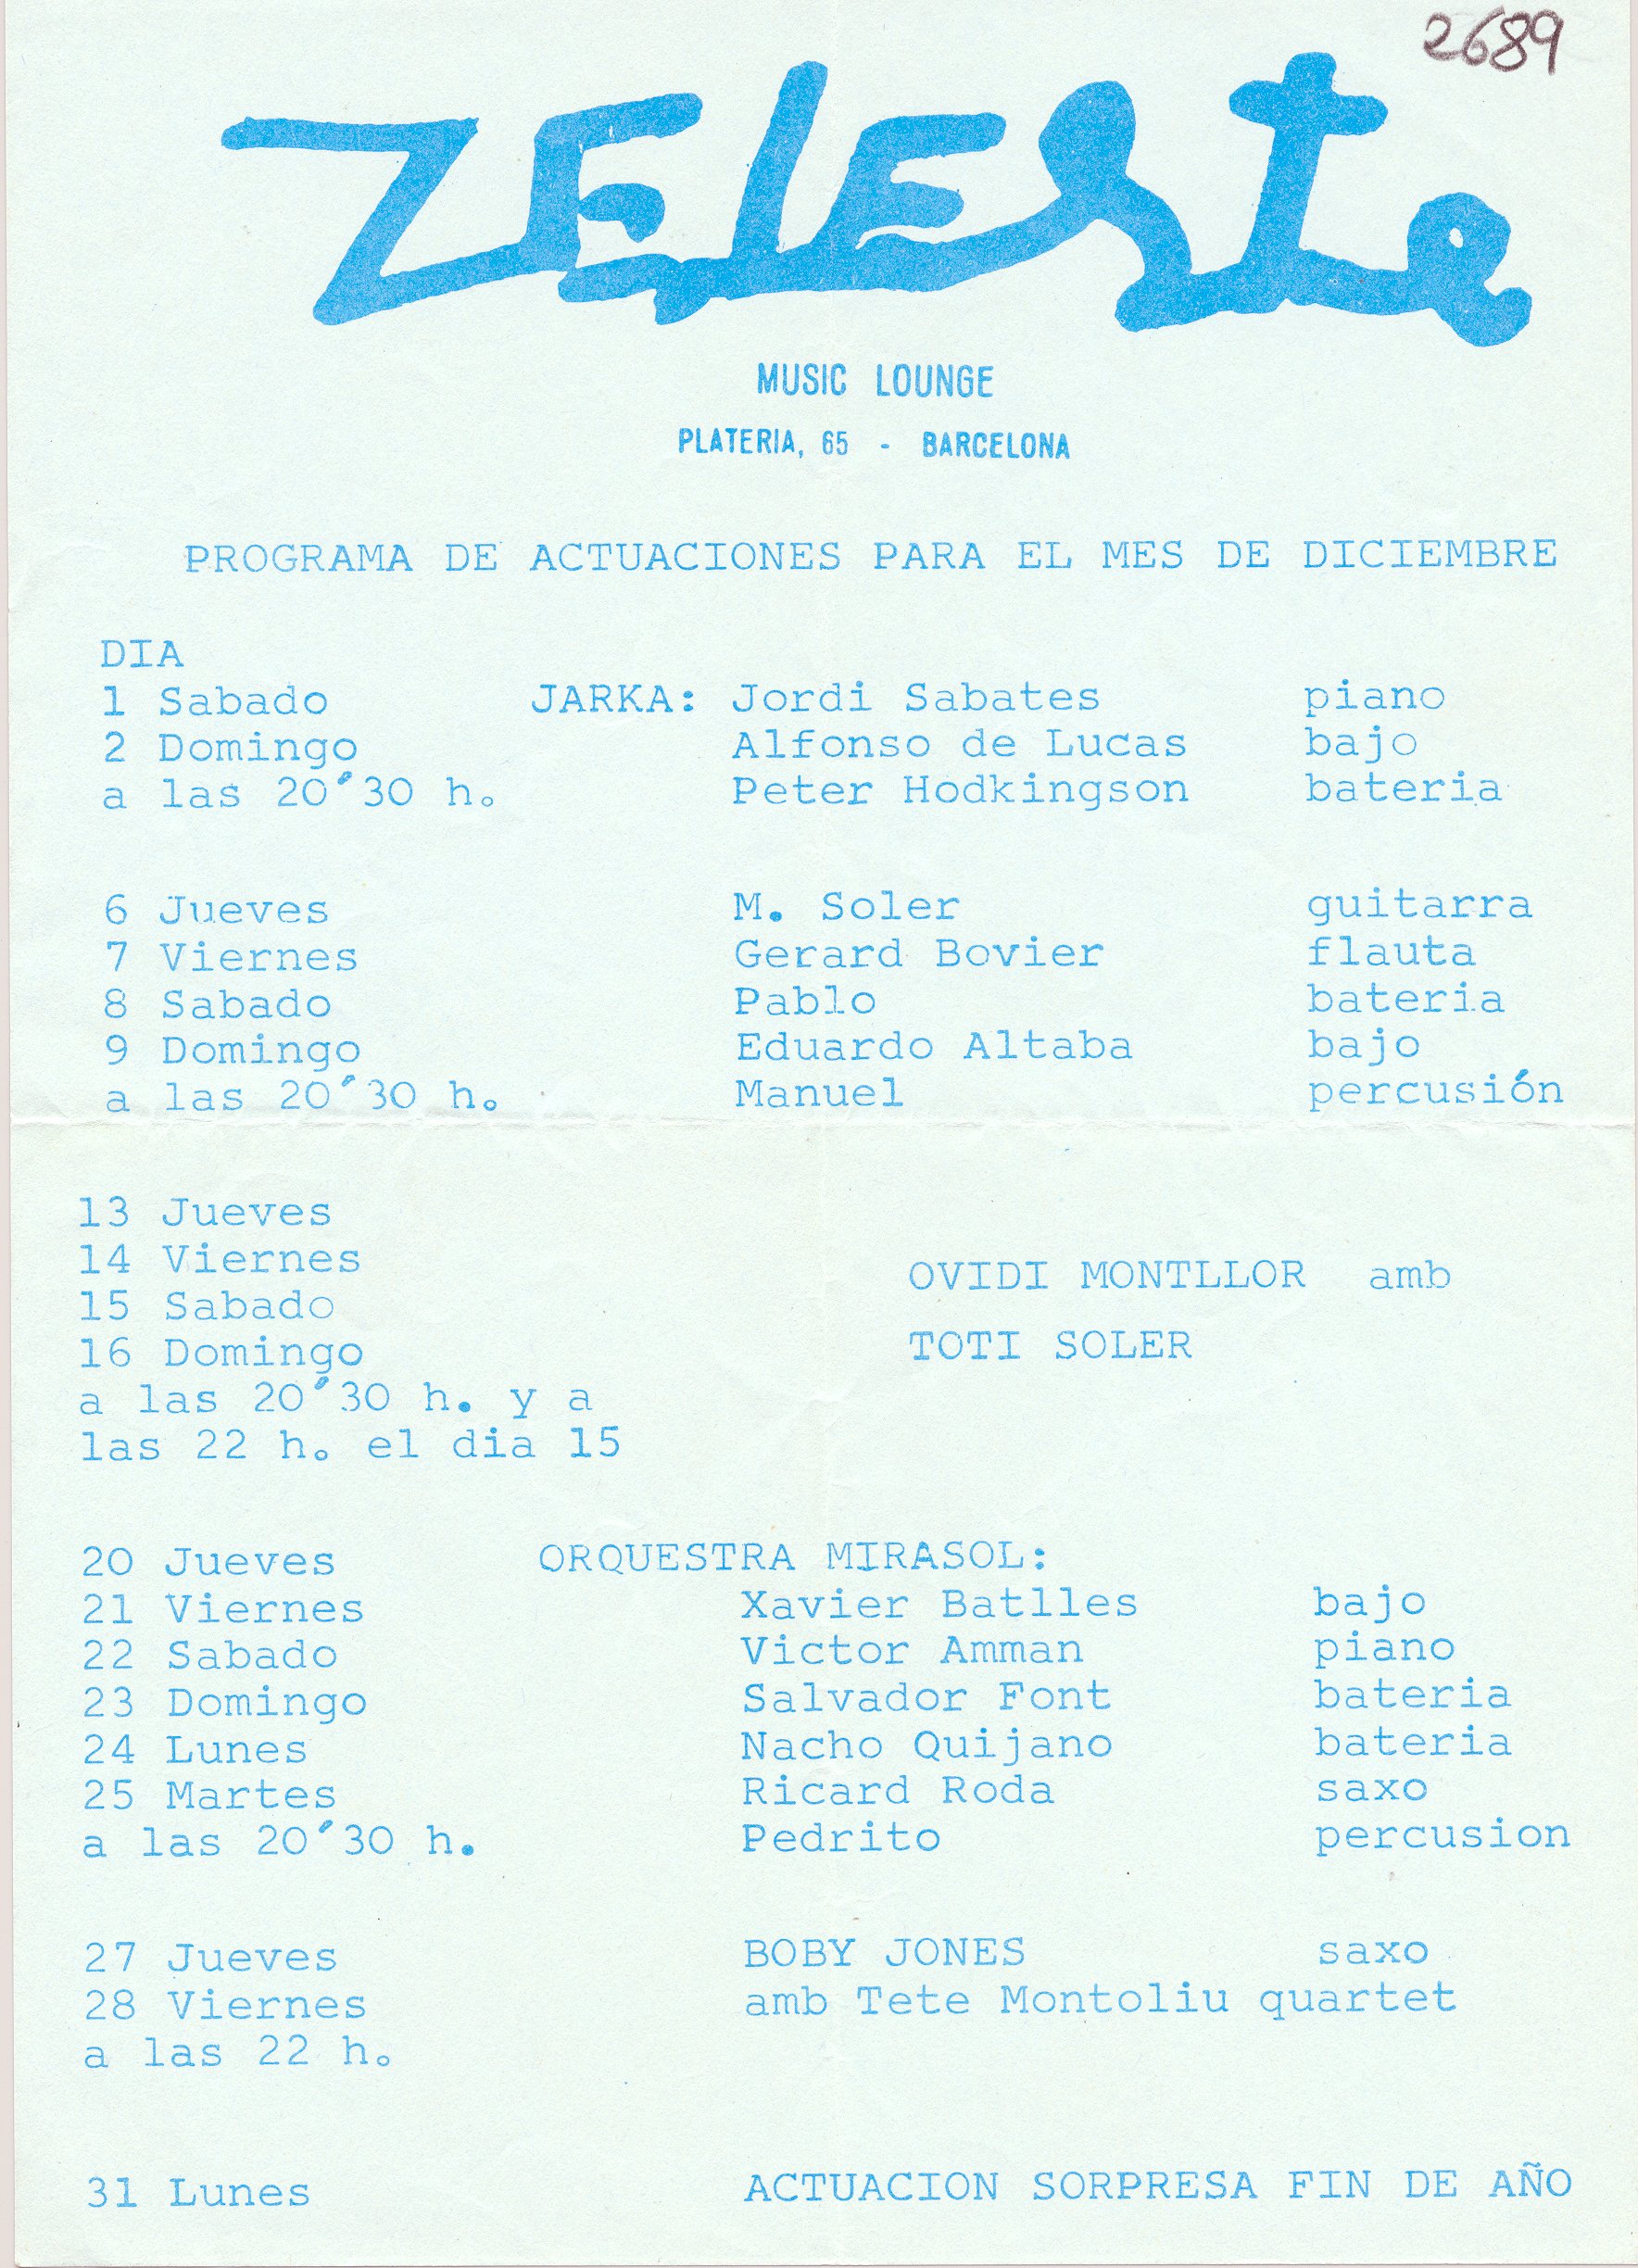 2689
ZELESTE
MUSIC LOUNGE
PLATERIA, 65 - BARCELONA
PROGRAMA DE ACTUACIONES PARA EL MES DE DICIEMBRE
DIA
1 Sabado JARKA: Jordi Sabates piano
2 Domingo Alfonso de Lucas bajo
a las 20´30 h. Peter Hodkingson bateria
6 Jueves M. Soler guitarra
7 Viernes Gerard Bovier flauta
8 Sabado Pablo bateria
9 Domingo Eduardo Altaba bajo
a las 20´30 h. Manuel percusión
13 Jueves
14 Viernes
OVIDI MONTLLOR amb
15 Sabado
16 Domingo
TOTI SOLER
a las 20´30 h. y a
las 22 h. el dia 15
20 Jueves ORQUESTRA MIRASOL:
21 Viernes Xavier Batlles bajo
22 Sabado Victor Amman piano
23 Domingo Salvador Font bateria
24 Lunes Nacho Quijano bateria
25 Martes Ricard Roda saxo
a las 20´30 h. Pedrito percusion
27 Jueves BOBY JONES saxo
28 Viernes amb Tete Montoliu quartet
a las 22 h.
31 Lunes ACTUACION SORPRESA FIN DE AÑO